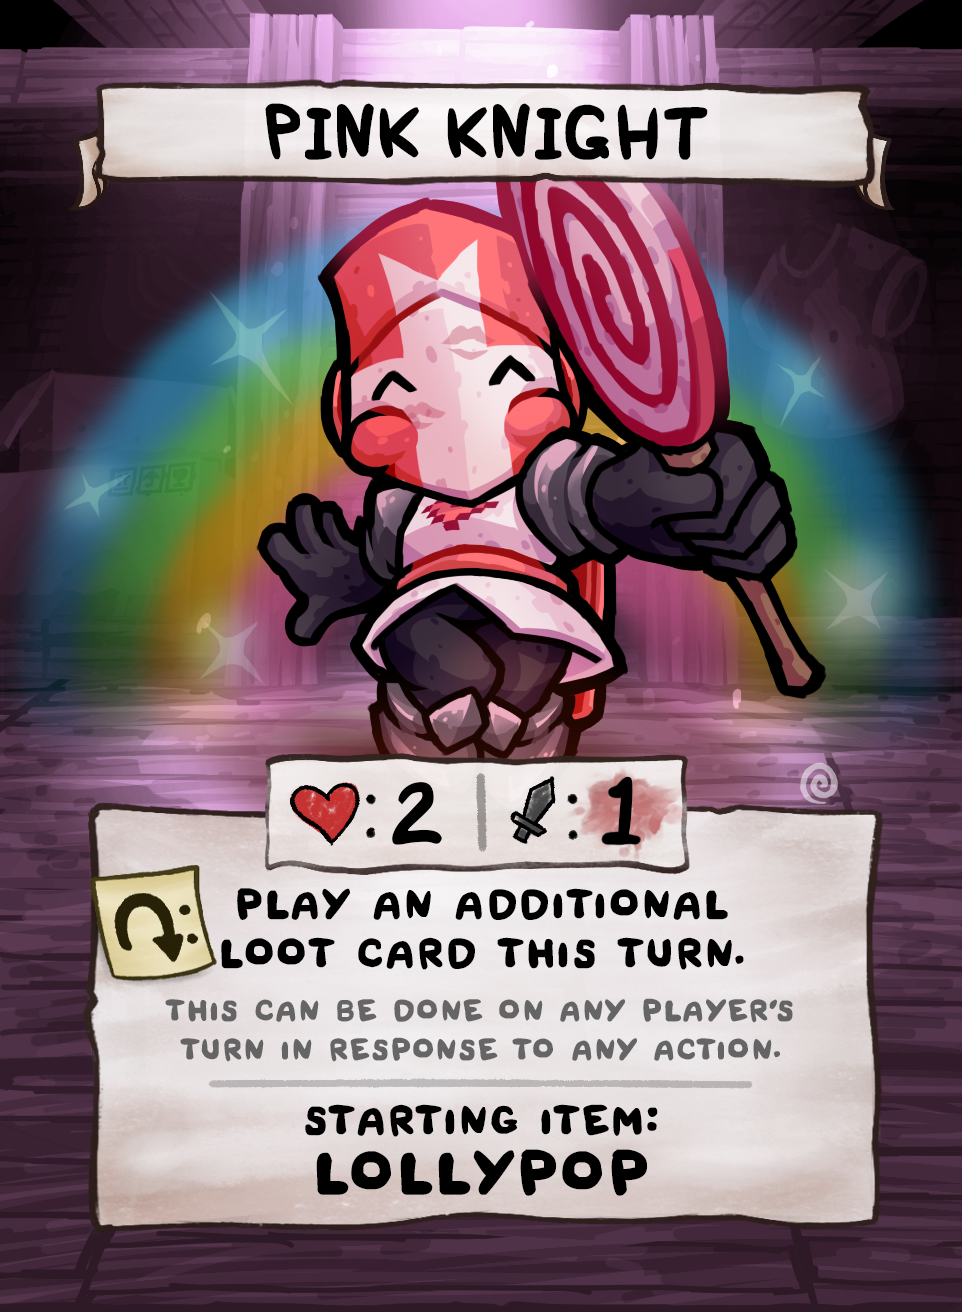 PINK KNIGHT
: 2 : 1
PLAY AN ADDITIONAL
LOOT CARD THIS TURN.
THIS CAN BE DONE ON ANY PLAYER'S
TURN IN RESPONSE TO ANY ACTION.
STARTING ITEM:
LOLLYPOP